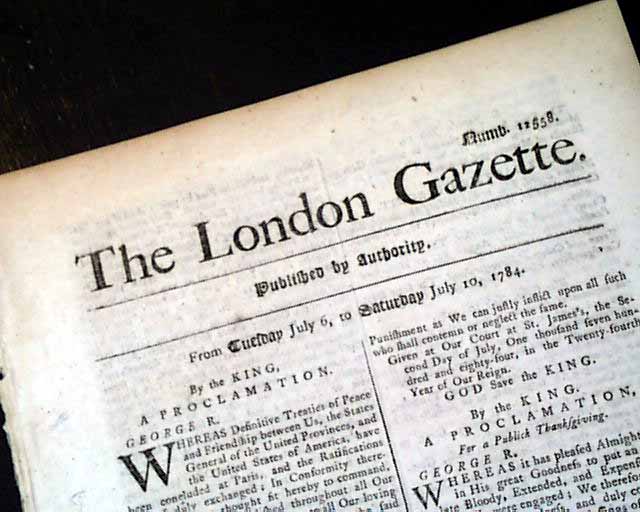 Numb. 12558.
The London Gazette.
Publiſhed by Authority.
From Tueſday July 6, to Saturday July 10, 1784.
By the KING,
A PROCLAMATION.
GEORGE R.
WHEREAS Definitive Treaties of Peace
and Friendſhip between Us, the States
General of the United Provinces, and
the United States of America, have
been concluded at Paris, and the Ratifications
duly exchanged; In Conformity there-
thought fit hereby to command,
throughout all Our
Our loving
ſaid
Puniſhment as We can juſtly inflict upon all ſuch
who ſhall contemn or neglect the ſame.
Given at Our Court at St. James's, the Se-
cond Day of July, One thouſand ſeven hun-
dred and eighty-four, in the Twenty-fourth
Year of Our Reign.
GOD Save the KING.
By the KING.
A PROCLAMATION,
For a Publick Thankſgiving.
GEORGE R.
WHEREAS it has pleaſed Almigh
in His great Goodneſs to put an
late Bloody, Extended, and Expen
were engaged; We therefor
and duly